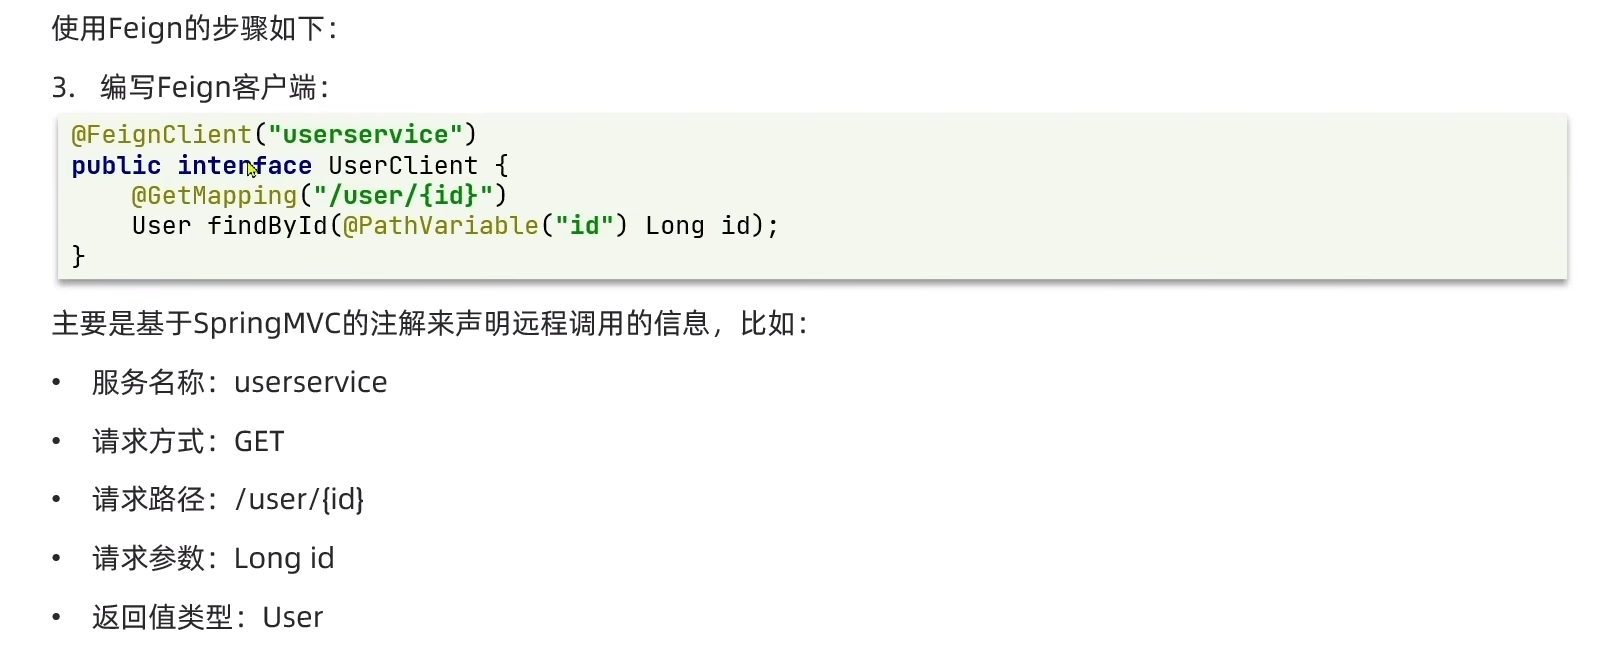 使用Feign的步骤如下：
3. 编写Feign客户端：
@FeignClient("userservice")
public interface UserClient {
    @GetMapping("/user/{id}")
    User findById(@PathVariable("id") Long id);
}
主要是基于SpringMVC的注解来声明远程调用的信息，比如：
• 服务名称：userservice
• 请求方式：GET
• 请求路径：/user/{id}
• 请求参数：Long id
• 返回值类型：User